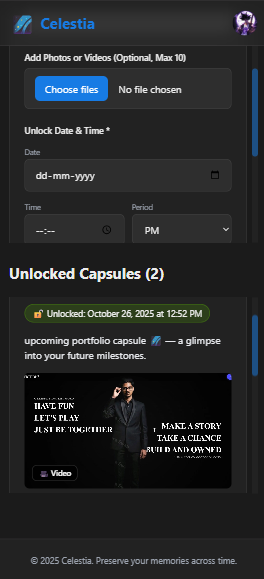 Celestia
Add Photos or Videos (Optional, Max 10)
Choose files No file chosen
Unlock Date & Time *
Date
dd-mm-yyyy
Time Period
--:-- PM
Unlocked Capsules (2)
Unlocked: October 26, 2025 at 12:52 PM
upcoming portfolio capsule — a glimpse
into your future milestones.
HAVE FUN
LET'S PLAY
JUST BE TOGETHER
MAKE A STORY
TAKE A CHANCE
BUILD AND OWNED
Video
© 2025 Celestia. Preserve your memories across time.